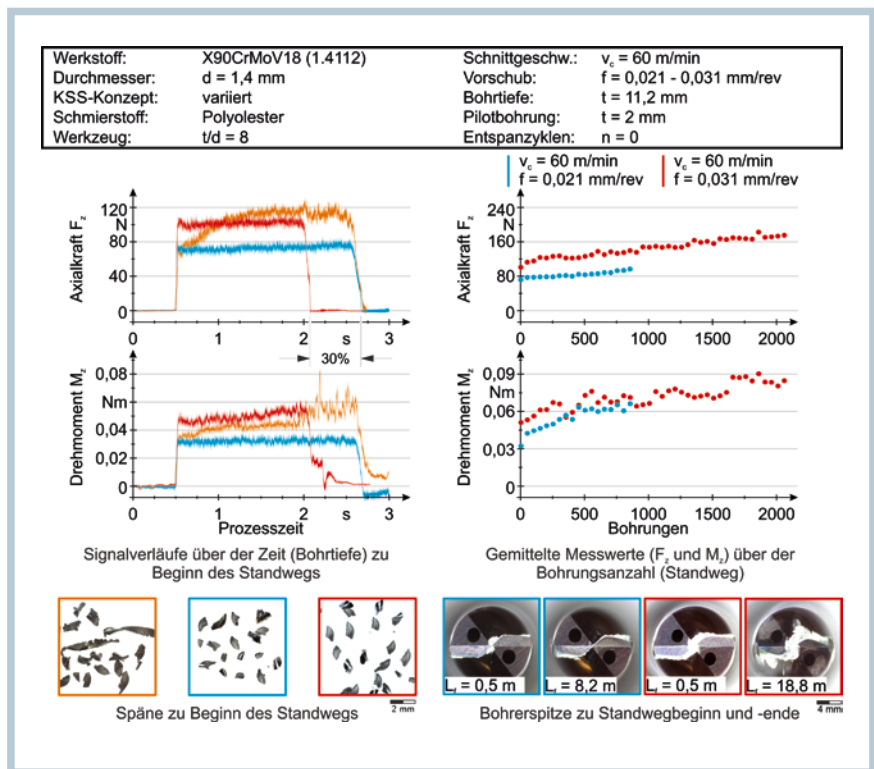 Werkstoff: X90CrMoV18 (1.4112)
Durchmesser: d = 1,4 mm
KSS-Konzept: variiert
Schmierstoff: Polyolester
Werkzeug: t/d = 8
Schnittgeschw.: v_c = 60 m/min
Vorschub: f = 0,021 - 0,031 mm/rev
Bohrtiefe: t = 11,2 mm
Pilotbohrung: t = 2 mm
Entspanzyklen: n = 0
v_c = 60 m/min
f = 0,021 mm/rev
v_c = 60 m/min
f = 0,031 mm/rev
Axialkraft F_z
120
N
80
40
0
0 1 2 s 3
30%
Drehmoment M_z
0,08
Nm
0,04
0,02
0
0 1 2 s 3
Prozesszeit
Signalverläufe über der Zeit (Bohrtiefe) zu
Beginn des Standwegs
Axialkraft F_z
240
N
160
80
0
0 500 1000 1500 2000
Drehmoment M_z
0,09
Nm
0,06
0,03
0
0 500 1000 1500 2000
Bohrungen
Gemittelte Messwerte (F_z und M_z) über der
Bohrungsanzahl (Standweg)
2 mm
Späne zu Beginn des Standwegs
L_f = 0,5 m
L_f = 8,2 m
L_f = 0,5 m
L_f = 18,8 m
4 mm
Bohrerspitze zu Standwegbeginn und -ende